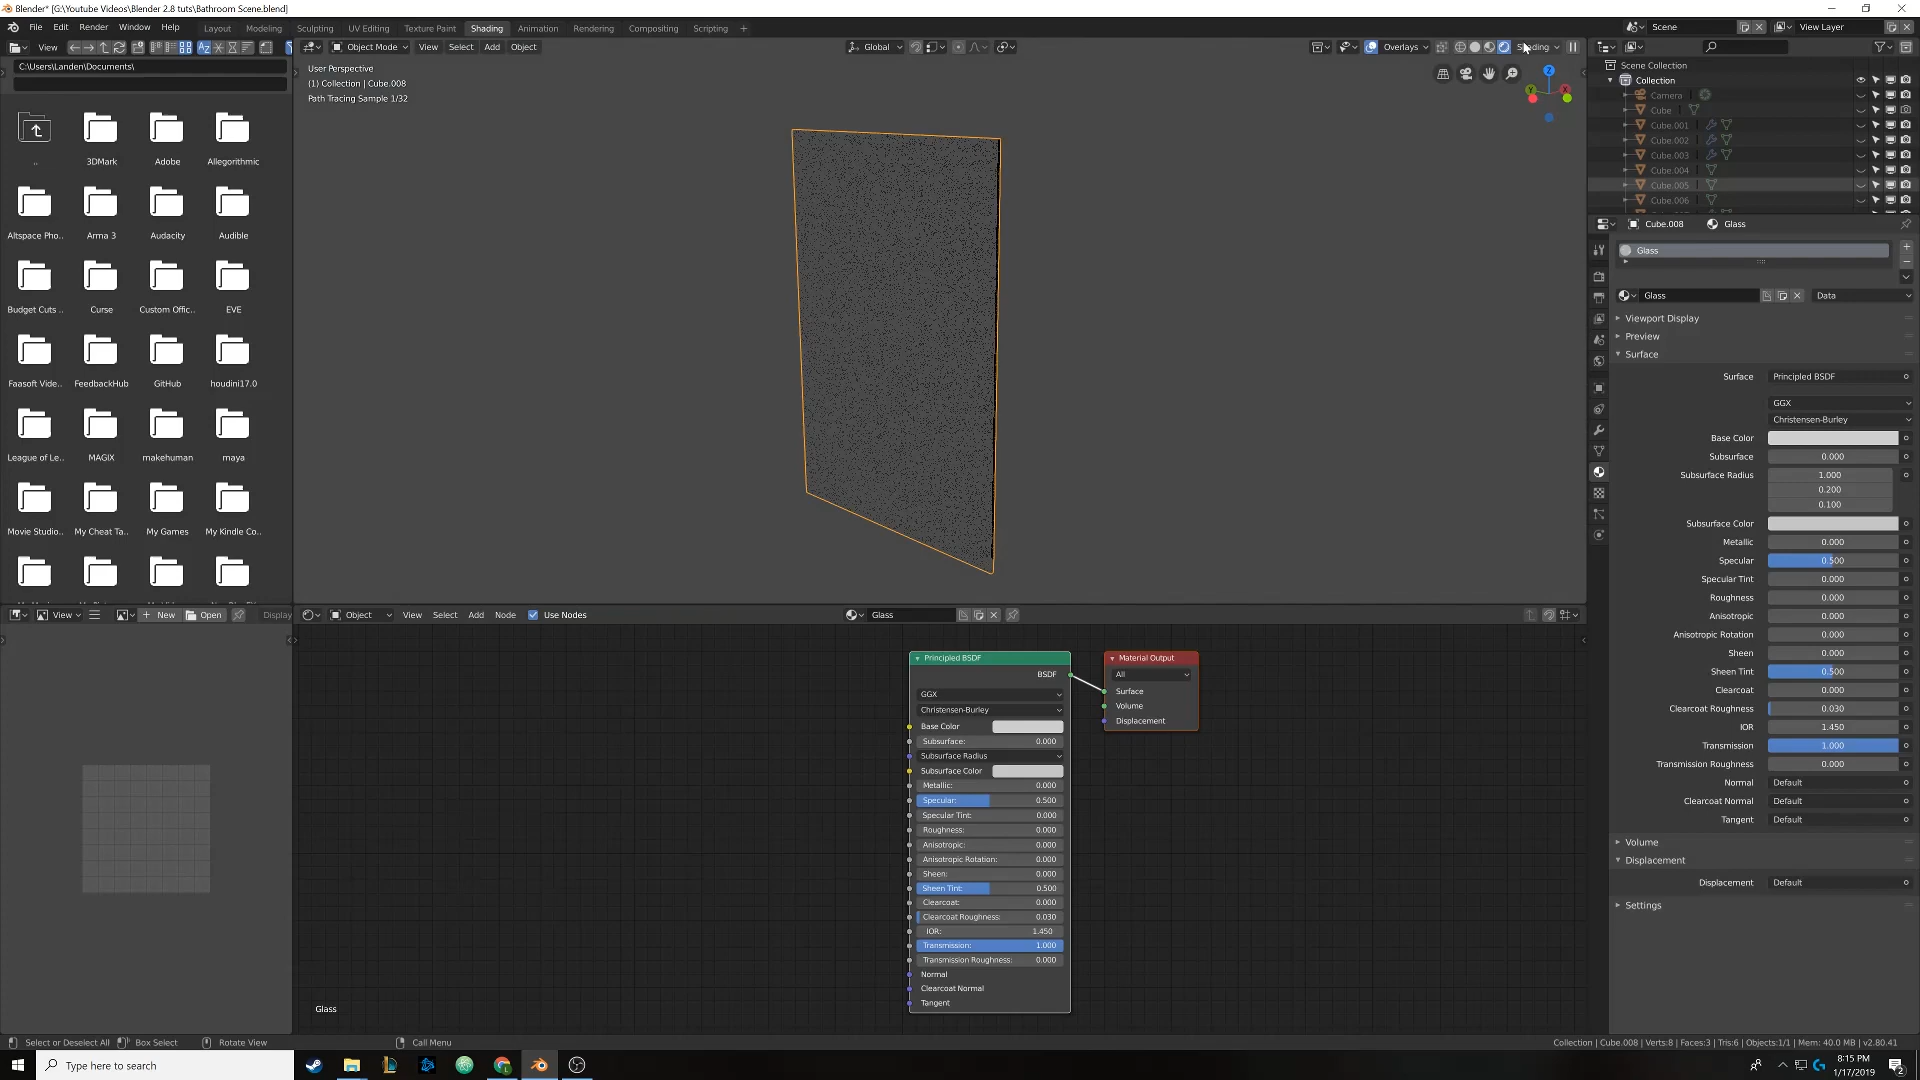 Blender* [G:\Youtube Videos\Blender 2.8 tuts\Bathroom Scene.blend]
File Edit Render Window Help Layout Modeling Sculpting UV Editing Texture Paint Shading Animation Rendering Compositing Scripting + Scene View Layer
View Object Mode View Select Add Object Global Overlays Shading
C:\Users\Landen\Documents\
User Perspective
(1) Collection | Cube.008
Path Tracing Sample 1/32
Scene Collection
Collection
Camera
Cube
Cube.001
Cube.002
Cube.003
Cube.004
Cube.005
Cube.006
.. 3DMark Adobe Allegorithmic
Altspace Pho... Arma 3 Audacity Audible
Budget Cuts ... Curse Custom Offic... EVE
Faasoft Vide... FeedbackHub GitHub houdini17.0
League of Le... MAGIX makehuman maya
Movie Studio... My Cheat Ta... My Games My Kindle Co...
Cube.008 Glass
Glass
Glass Data
Viewport Display
Preview
Surface
Surface Principled BSDF
GGX
Christensen-Burley
Base Color
Subsurface 0.000
Subsurface Radius 1.000
0.200
0.100
Subsurface Color
Metallic 0.000
Specular 0.500
Specular Tint 0.000
Roughness 0.000
Anisotropic 0.000
Anisotropic Rotation 0.000
Sheen 0.000
Sheen Tint 0.500
Clearcoat 0.000
Clearcoat Roughness 0.030
IOR 1.450
Transmission 1.000
Transmission Roughness 0.000
Normal Default
Clearcoat Normal Default
Tangent Default
Volume
Displacement
Displacement Default
Settings
View New Open Display Object View Select Add Node Use Nodes Glass
Principled BSDF
BSDF
GGX
Christensen-Burley
Base Color
Subsurface: 0.000
Subsurface Radius
Subsurface Color
Metallic: 0.000
Specular: 0.500
Specular Tint: 0.000
Roughness: 0.000
Anisotropic: 0.000
Anisotropic Rotation: 0.000
Sheen: 0.000
Sheen Tint: 0.500
Clearcoat: 0.000
Clearcoat Roughness: 0.030
IOR: 1.450
Transmission: 1.000
Transmission Roughness: 0.000
Normal
Clearcoat Normal
Tangent
Material Output
All
Surface
Volume
Displacement
Glass
Select or Deselect All Box Select Rotate View Call Menu Collection | Cube.008 | Verts:8 | Faces:3 | Tris:6 | Objects:1/1 | Mem: 40.0 MB | v2.80.41
Type here to search
8:15 PM
1/17/2019
2